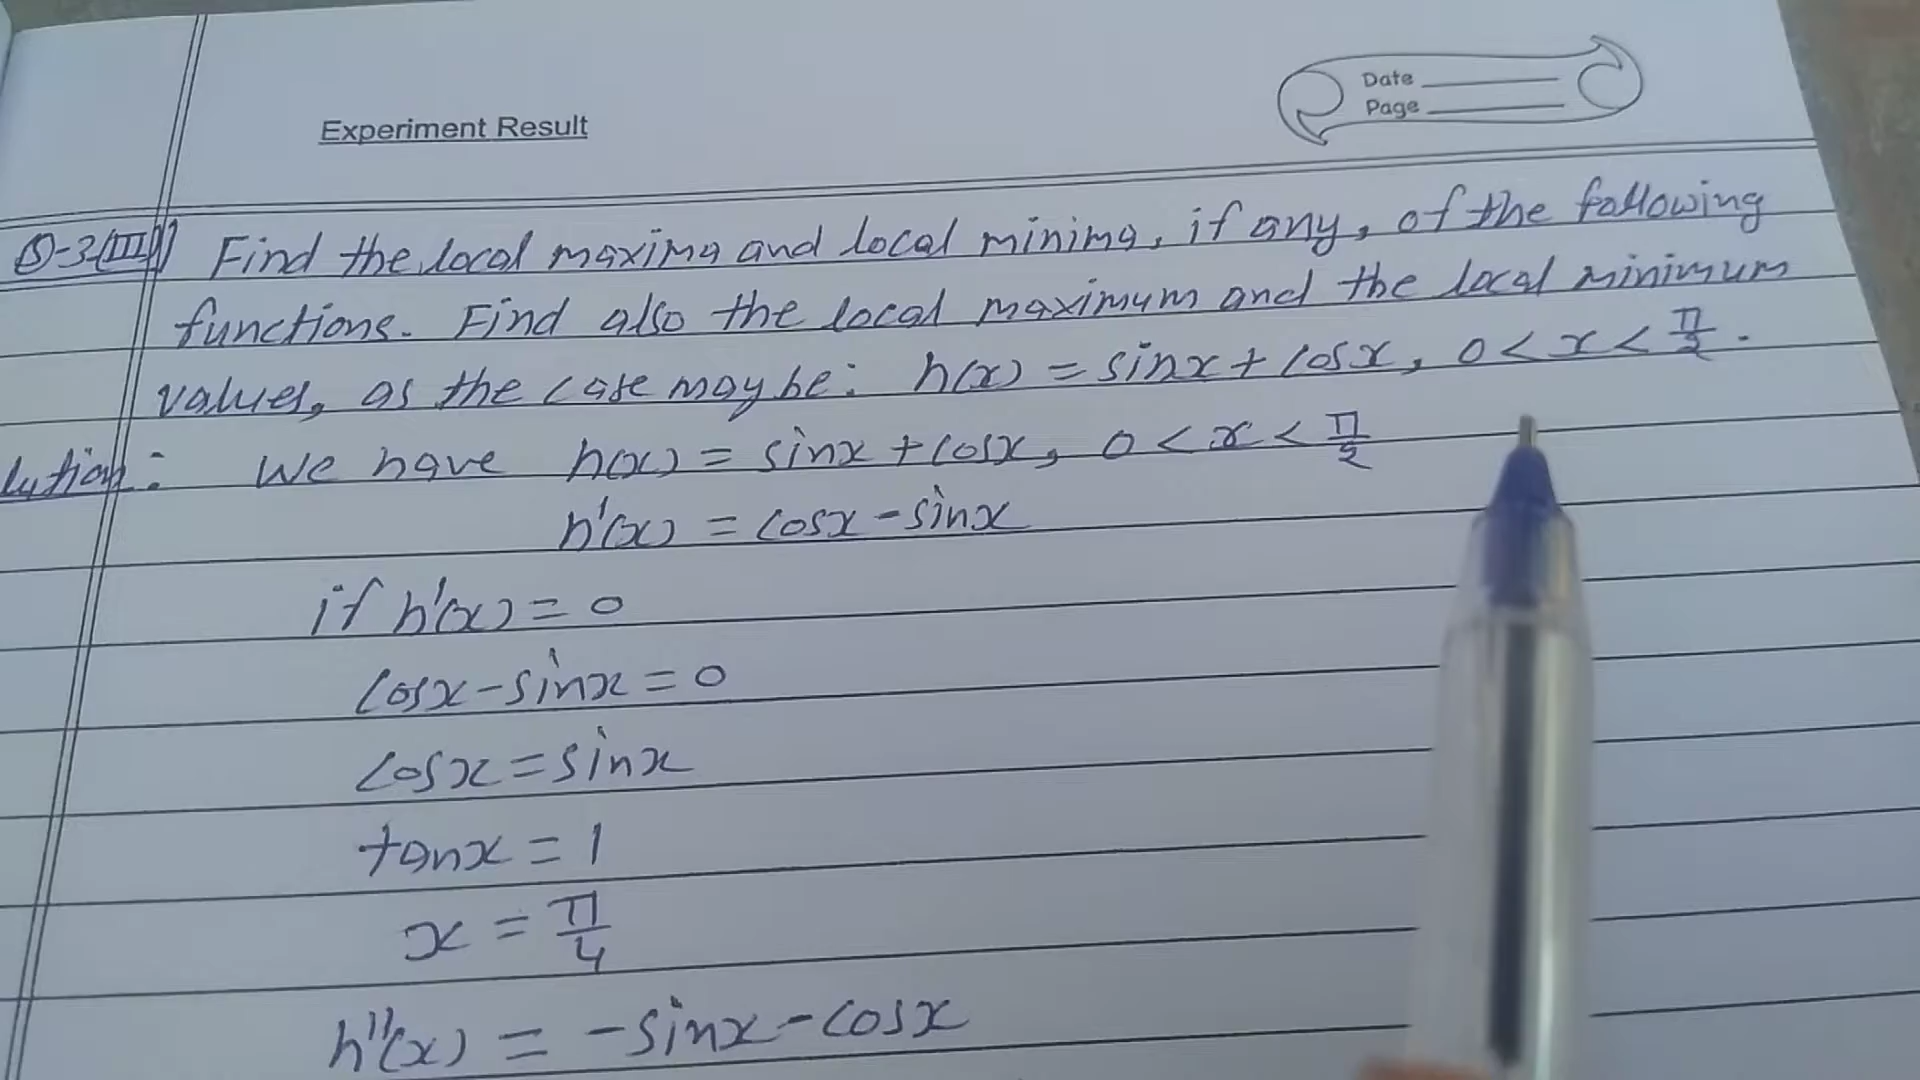 Date
Page
Experiment Result
Q-3(III) Find the local maxima and local minima, if any, of the following
functions. Find also the local maximum and the local minimum
values, as the case may be: h(x) = sinx + cosx, 0 < x < π/2.
lution: We have h(x) = sinx + cosx, 0 < x < π/2
h'(x) = cosx - sinx
if h'(x) = 0
cosx - sinx = 0
cosx = sinx
tanx = 1
x = π/4
h''(x) = - sinx - cosx